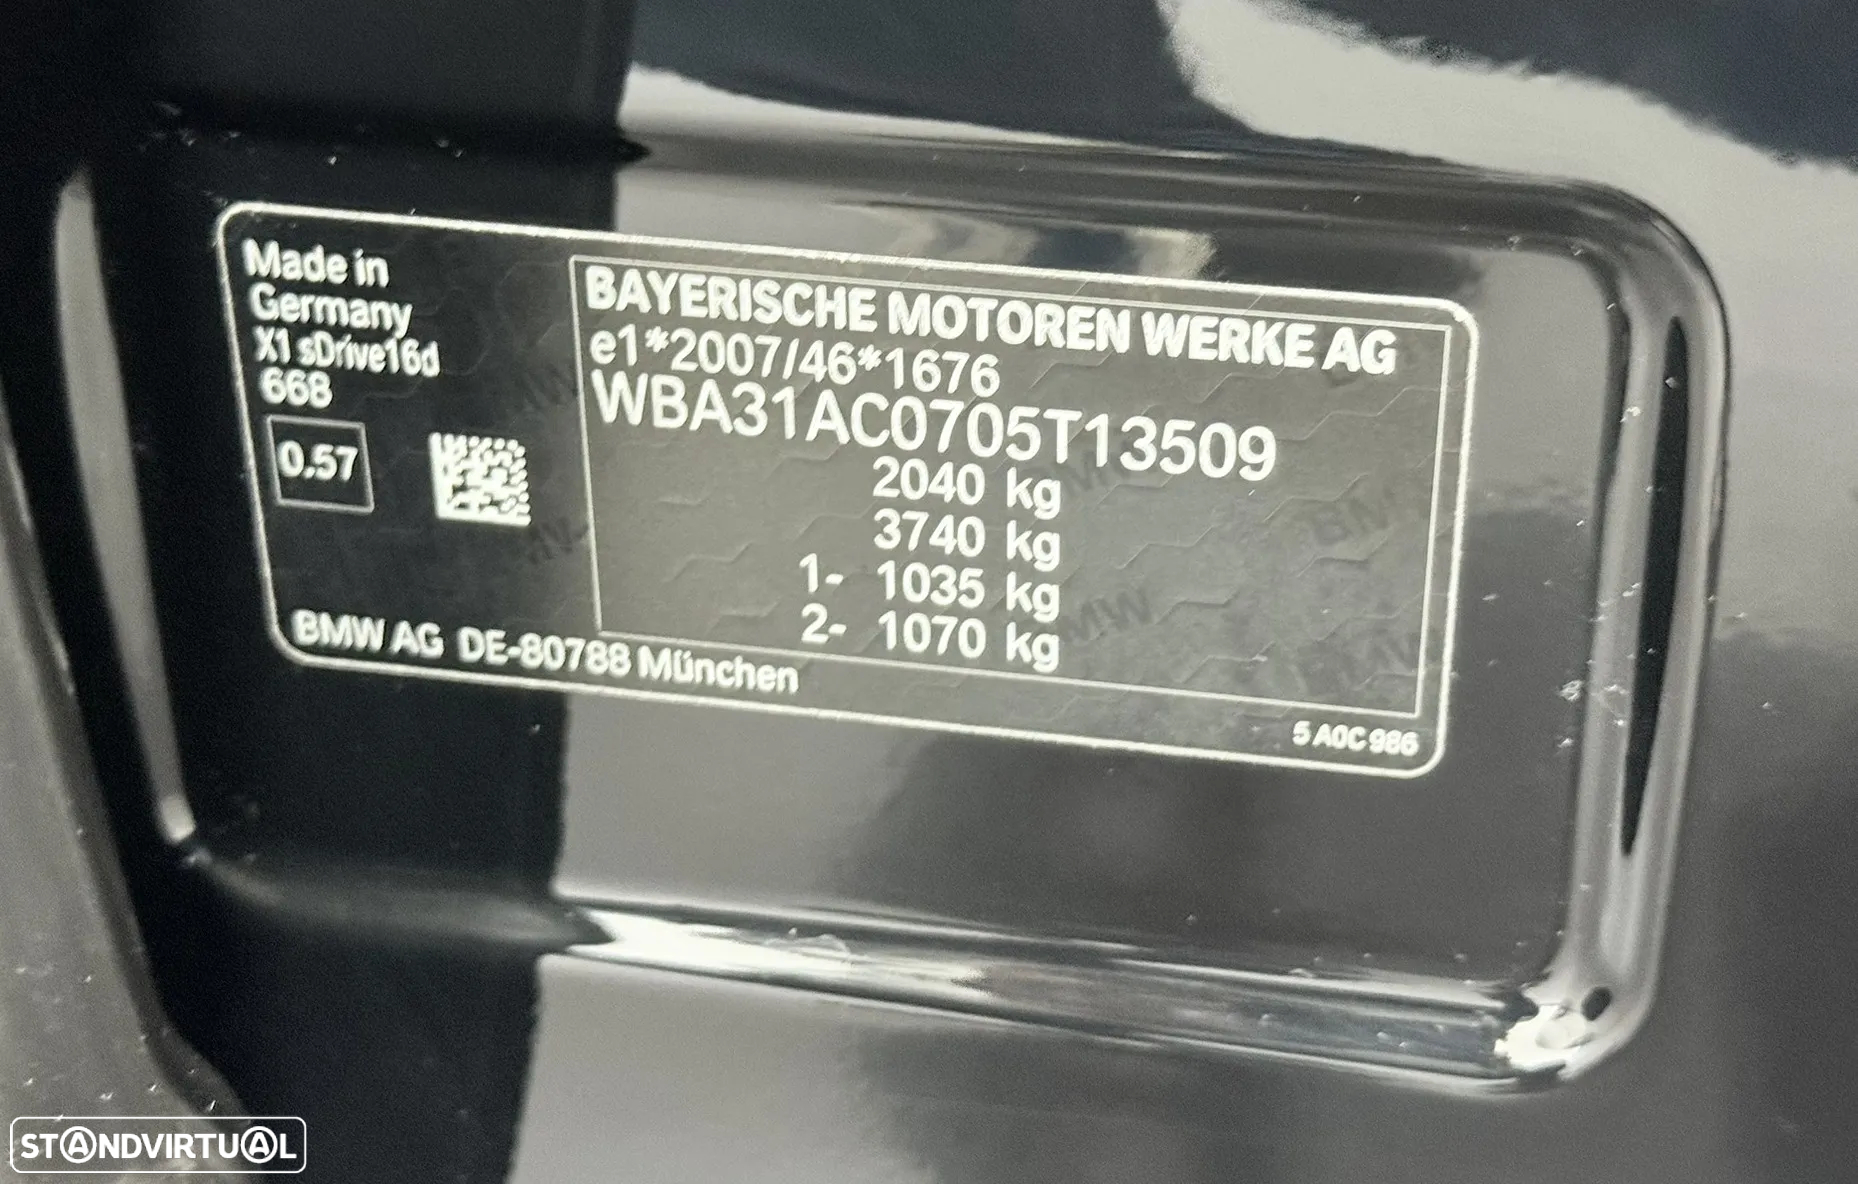 Made in
Germany
X1 sDrive16d
668
0.57
BAYERISCHE MOTOREN WERKE AG
e1*2007/46*1676
WBA31AC0705T13509
2040 kg
3740 kg
1- 1035 kg
2- 1070 kg
BMW AG DE-80788 München
5 A0C 986
STANDVIRTUAL